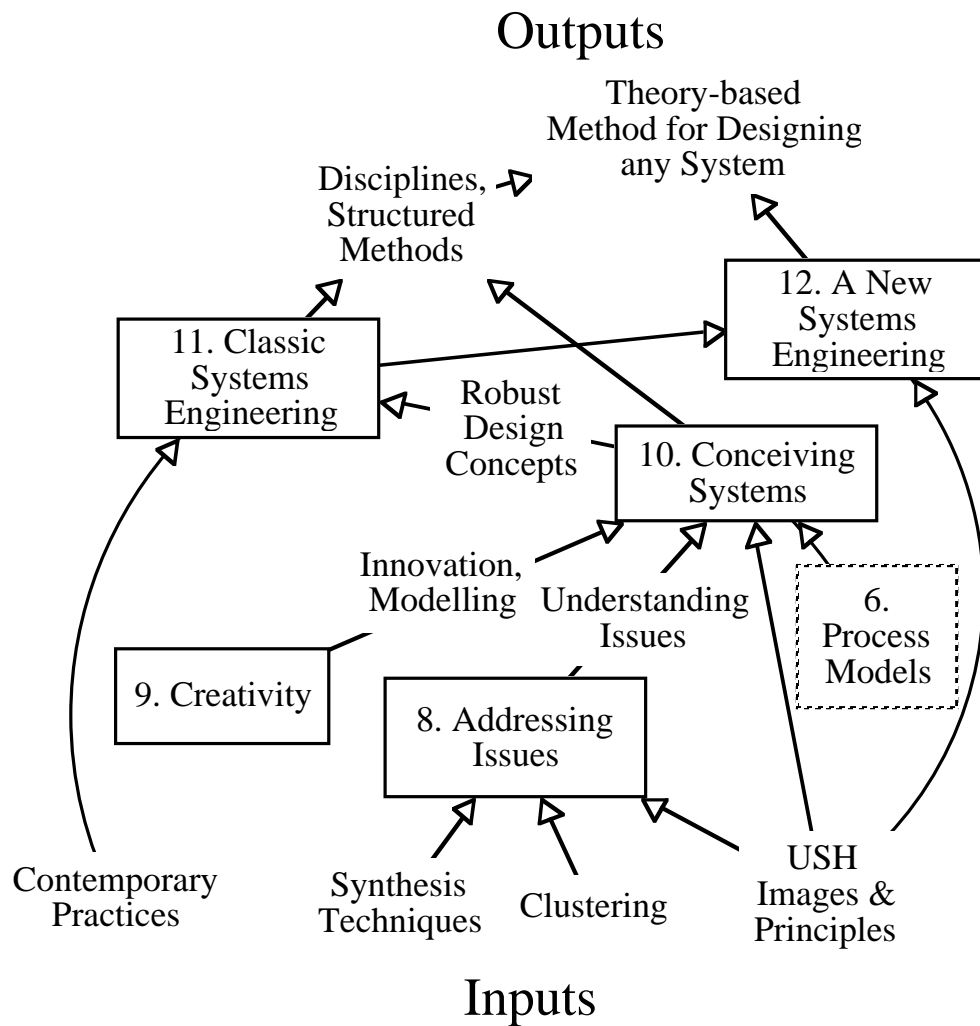 Outputs
Theory-based
Method for Designing
any System
Disciplines,
Structured
Methods
12. A New
Systems
Engineering
11. Classic
Systems
Engineering
Robust
Design
Concepts
10. Conceiving
Systems
Innovation,
Modelling
Understanding
Issues
6.
Process
Models
9. Creativity
8. Addressing
Issues
Contemporary
Practices
Synthesis
Techniques
Clustering
USH
Images &
Principles
Inputs